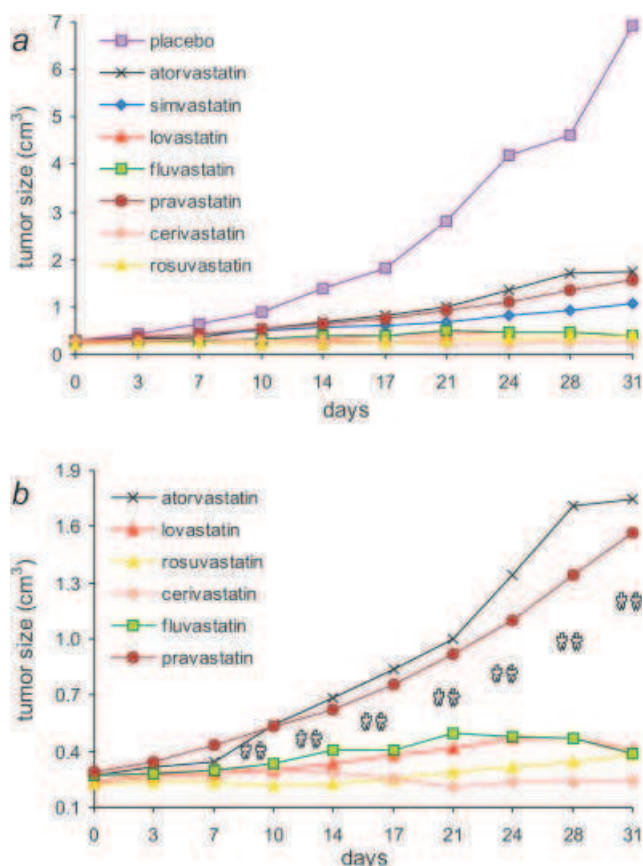 a
7
6
5
4
3
2
1
0
tumor size (cm³)
placebo
atorvastatin
simvastatin
lovastatin
fluvastatin
pravastatin
cerivastatin
rosuvastatin
0 3 7 10 14 17 21 24 28 31
days
b
1.9
1.6
1.3
1.0
0.7
0.4
0.1
tumor size (cm³)
atorvastatin
lovastatin
rosuvastatin
cerivastatin
fluvastatin
pravastatin
0 3 7 10 14 17 21 24 28 31
days